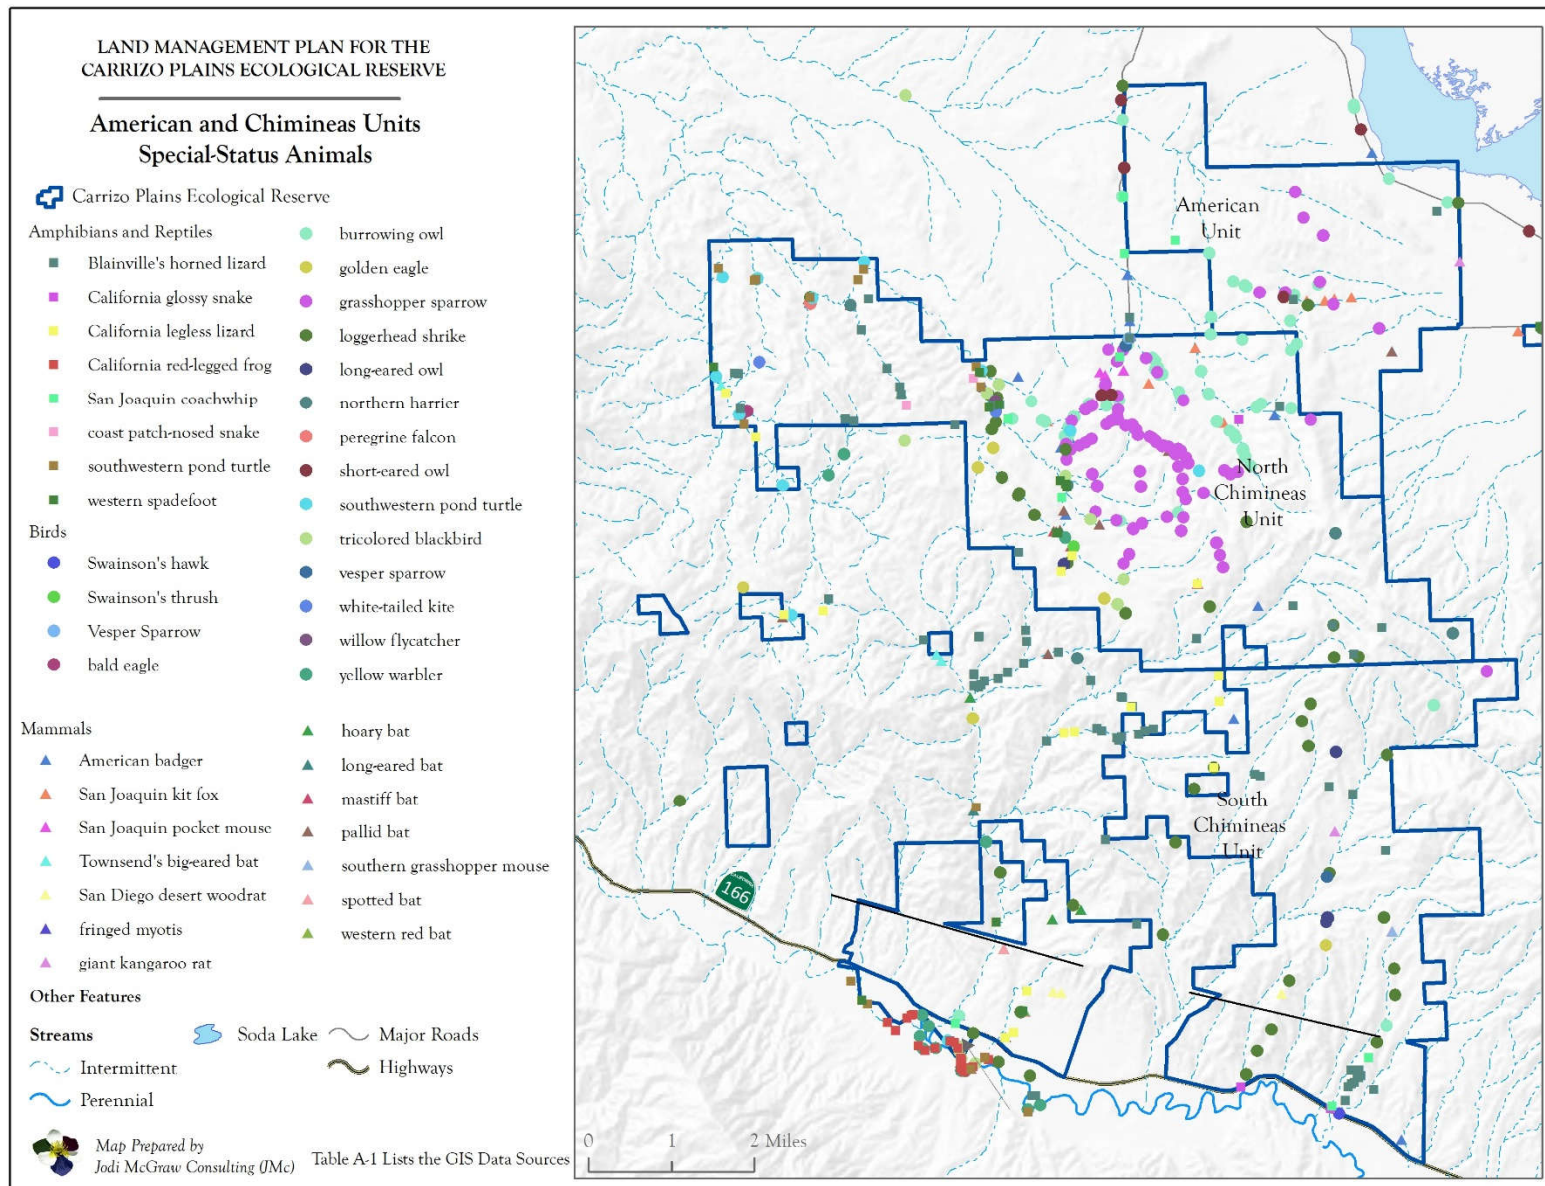 LAND MANAGEMENT PLAN FOR THE
CARRIZO PLAINS ECOLOGICAL RESERVE
American and Chimineas Units
Special-Status Animals
Carrizo Plains Ecological Reserve
Amphibians and Reptiles
Blainville's horned lizard
California glossy snake
California legless lizard
California red-legged frog
San Joaquin coachwhip
coast patch-nosed snake
southwestern pond turtle
western spadefoot
Birds
Swainson's hawk
Swainson's thrush
Vesper Sparrow
bald eagle
burrowing owl
golden eagle
grasshopper sparrow
loggerhead shrike
long-eared owl
northern harrier
peregrine falcon
short-eared owl
southwestern pond turtle
tricolored blackbird
vesper sparrow
white-tailed kite
willow flycatcher
yellow warbler
Mammals
American badger
San Joaquin kit fox
San Joaquin pocket mouse
Townsend's big-eared bat
San Diego desert woodrat
fringed myotis
giant kangaroo rat
hoary bat
long-eared bat
mastiff bat
pallid bat
southern grasshopper mouse
spotted bat
western red bat
Other Features
Streams
Intermittent
Perennial
Soda Lake
Major Roads
Highways
Map Prepared by
Jodi McGraw Consulting (JMc)
Table A-1 Lists the GIS Data Sources
American
Unit
North
Chimineas
Unit
South
Chimineas
Unit
CALIFORNIA
166
0 1 2 Miles